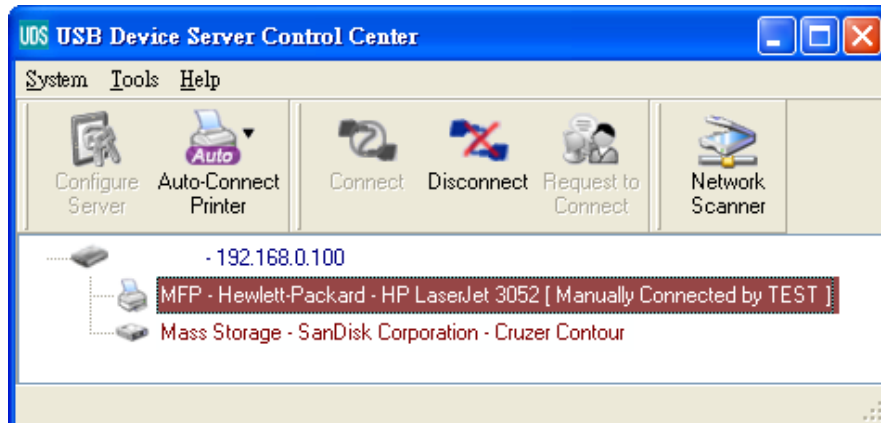 UDS USB Device Server Control Center
System Tools Help
Auto
Configure Server
Auto-Connect Printer
Connect
Disconnect
Request to Connect
Network Scanner
- 192.168.0.100
MFP - Hewlett-Packard - HP LaserJet 3052 [ Manually Connected by TEST ]
Mass Storage - SanDisk Corporation - Cruzer Contour